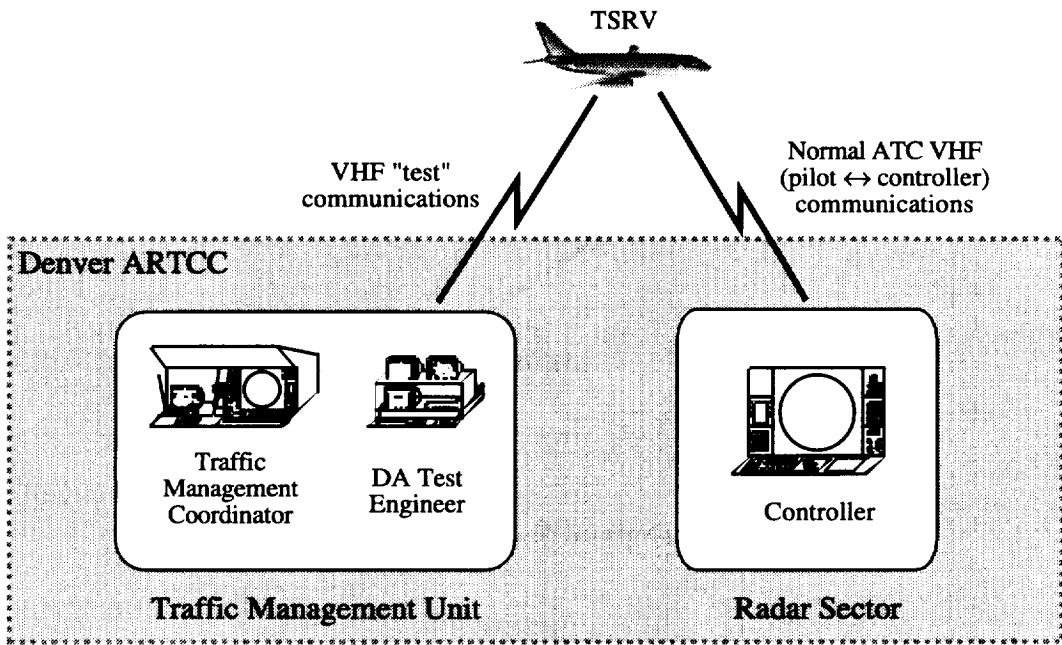 TSRV
VHF "test"
communications
Normal ATC VHF
(pilot ↔ controller)
communications
Denver ARTCC
Traffic
Management
Coordinator
DA Test
Engineer
Controller
Traffic Management Unit
Radar Sector